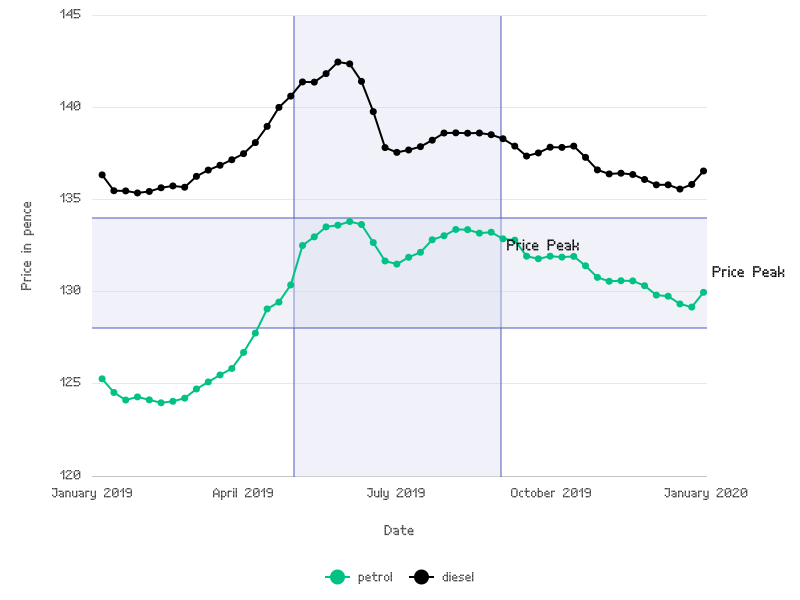 145
140
135
130
125
120
Price in pence
Price Peak
Price Peak
January 2019 April 2019 July 2019 October 2019 January 2020
Date
petrol diesel